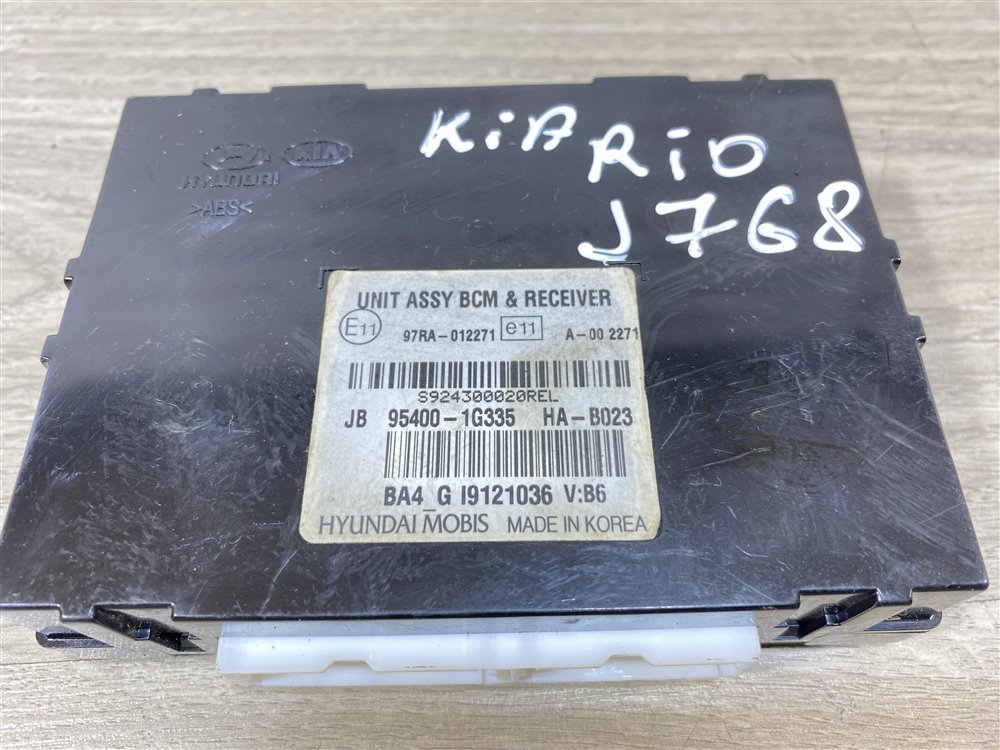 KiA
RiO
J768
HYUNDAI KIA
>ABS<
UNIT ASSY BCM & RECEIVER
E11 97RA-012271 e11 A-00 2271
S924300020REL
JB 95400-1G335 HA-B023
BA4_G I9121036 V:B6
HYUNDAI MOBIS MADE IN KOREA